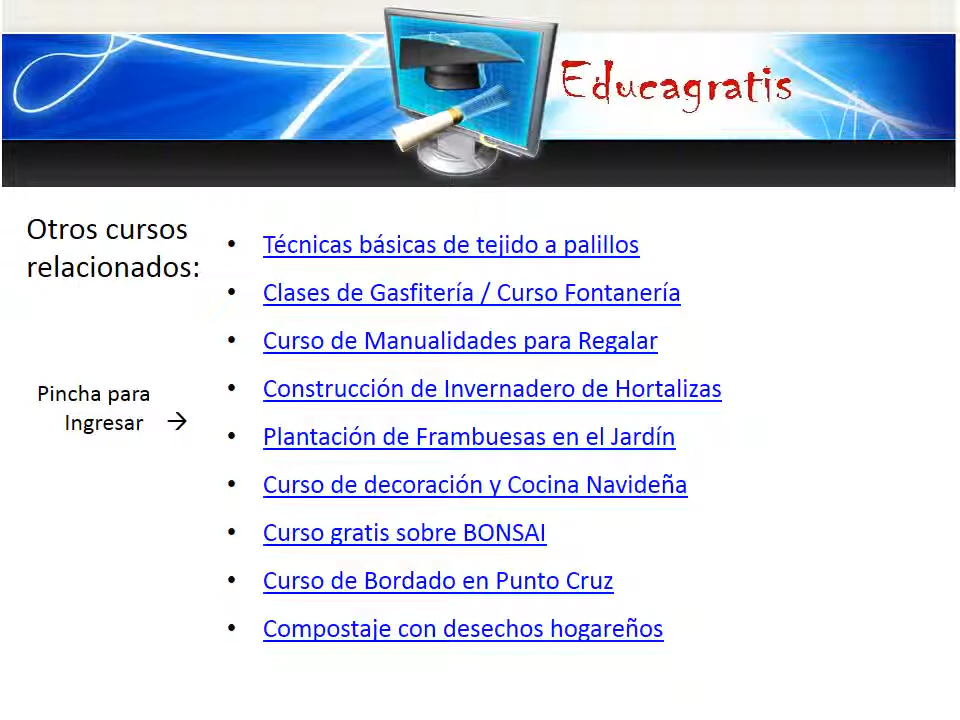 Educagratis
Otros cursos
relacionados:
Pincha para
Ingresar →
• Técnicas básicas de tejido a palillos
• Clases de Gasfitería / Curso Fontanería
• Curso de Manualidades para Regalar
• Construcción de Invernadero de Hortalizas
• Plantación de Frambuesas en el Jardín
• Curso de decoración y Cocina Navideña
• Curso gratis sobre BONSAI
• Curso de Bordado en Punto Cruz
• Compostaje con desechos hogareños